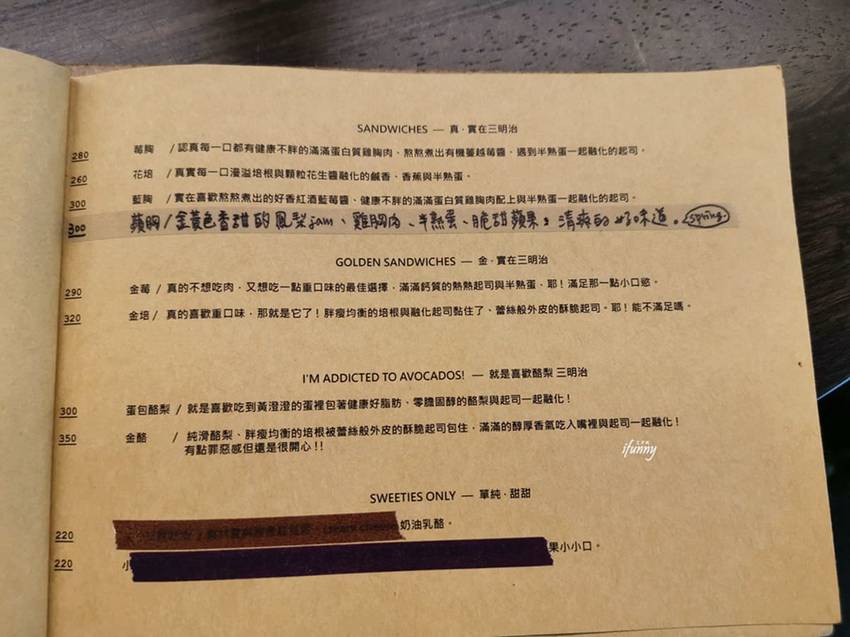 SANDWICHES — 真·實在三明治
280 莓胸 /認真每一口都有健康不胖的滿滿蛋白質雞胸肉、熬熬煮出有機蔓越莓醬，遇到半熟蛋一起融化的起司。
260 花培 /真實每一口漫溢培根與顆粒花生醬融化的鹹香、香蕉與半熟蛋。
300 藍胸 /實在喜歡熬熬煮出的好香紅酒藍莓醬、健康不胖的滿滿蛋白質雞胸肉配上與半熟蛋一起融化的起司。
300 蘋胸/金黃色香甜的鳳梨jam、雞胸肉、半熟蛋、脆甜蘋果，清爽的好味道。spring
GOLDEN SANDWICHES — 金·實在三明治
290 金莓 / 真的不想吃肉，又想吃一點重口味的最佳選擇，滿滿鈣質的熱熱起司與半熟蛋，耶！滿足那一點小口慾。
320 金培 / 真的喜歡重口味，那就是它了！胖瘦均衡的培根與融化起司黏住了、蕾絲般外皮的酥脆起司。耶！能不滿足嗎。
I'M ADDICTED TO AVOCADOS! — 就是喜歡酪梨 三明治
300 蛋包酪梨 / 就是喜歡吃到黃澄澄的蛋裡包著健康好脂肪、零膽固醇的酪梨與起司一起融化！
350 金酪 / 純滑酪梨、胖瘦均衡的培根被蕾絲般外皮的酥脆起司包住，滿滿的醇厚香氣吃入嘴裡與起司一起融化！
有點罪惡感但還是很開心！！
ifunny
SWEETIES ONLY — 單純·甜甜
220 奶油乳酪。
220 小 果小小口。